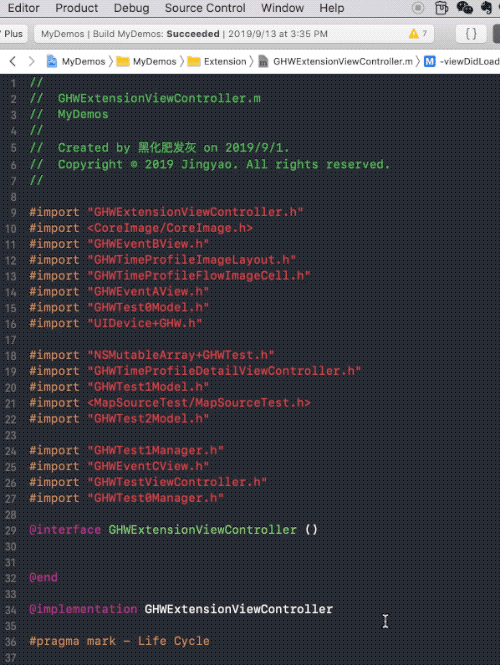 Editor Product Debug Source Control Window Help
Plus MyDemos | Build MyDemos: Succeeded | 2019/9/13 at 3:35 PM 7 {}
MyDemos MyDemos Extension m GHWExtensionViewController.m M -viewDidLoad
1 //
2 //  GHWExtensionViewController.m
3 //  MyDemos
4 //
5 //  Created by 黑化肥发灰 on 2019/9/1.
6 //  Copyright © 2019 Jingyao. All rights reserved.
7 //
8
9 #import "GHWExtensionViewController.h"
10 #import <CoreImage/CoreImage.h>
11 #import "GHWEventBView.h"
12 #import "GHWTimeProfileImageLayout.h"
13 #import "GHWTimeProfileFlowImageCell.h"
14 #import "GHWEventAView.h"
15 #import "GHWTest0Model.h"
16 #import "UIDevice+GHW.h"
17
18 #import "NSMutableArray+GHWTest.h"
19 #import "GHWTimeProfileDetailViewController.h"
20 #import "GHWTest1Model.h"
21 #import <MapSourceTest/MapSourceTest.h>
22 #import "GHWTest2Model.h"
23
24 #import "GHWTest1Manager.h"
25 #import "GHWEventCView.h"
26 #import "GHWTestViewController.h"
27 #import "GHWTest0Manager.h"
28
29 @interface GHWExtensionViewController ()
30
31
32 @end
33
34 @implementation GHWExtensionViewController
35
36 #pragma mark - Life Cycle
37